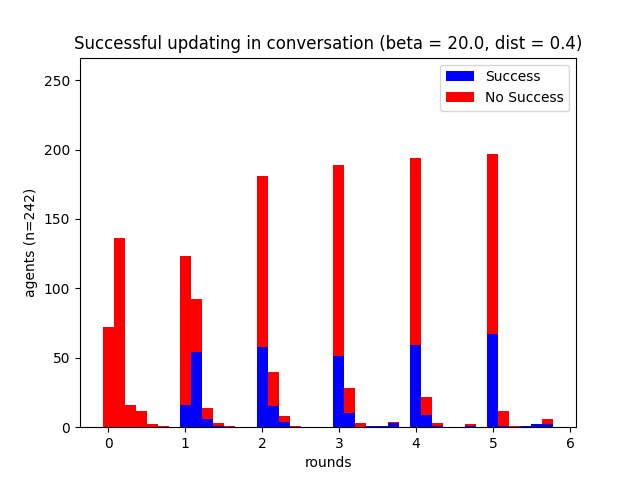 Successful updating in conversation (beta = 20.0, dist = 0.4)
Success
No Success
250
200
150
100
50
0
agents (n=242)
0 1 2 3 4 5 6
rounds